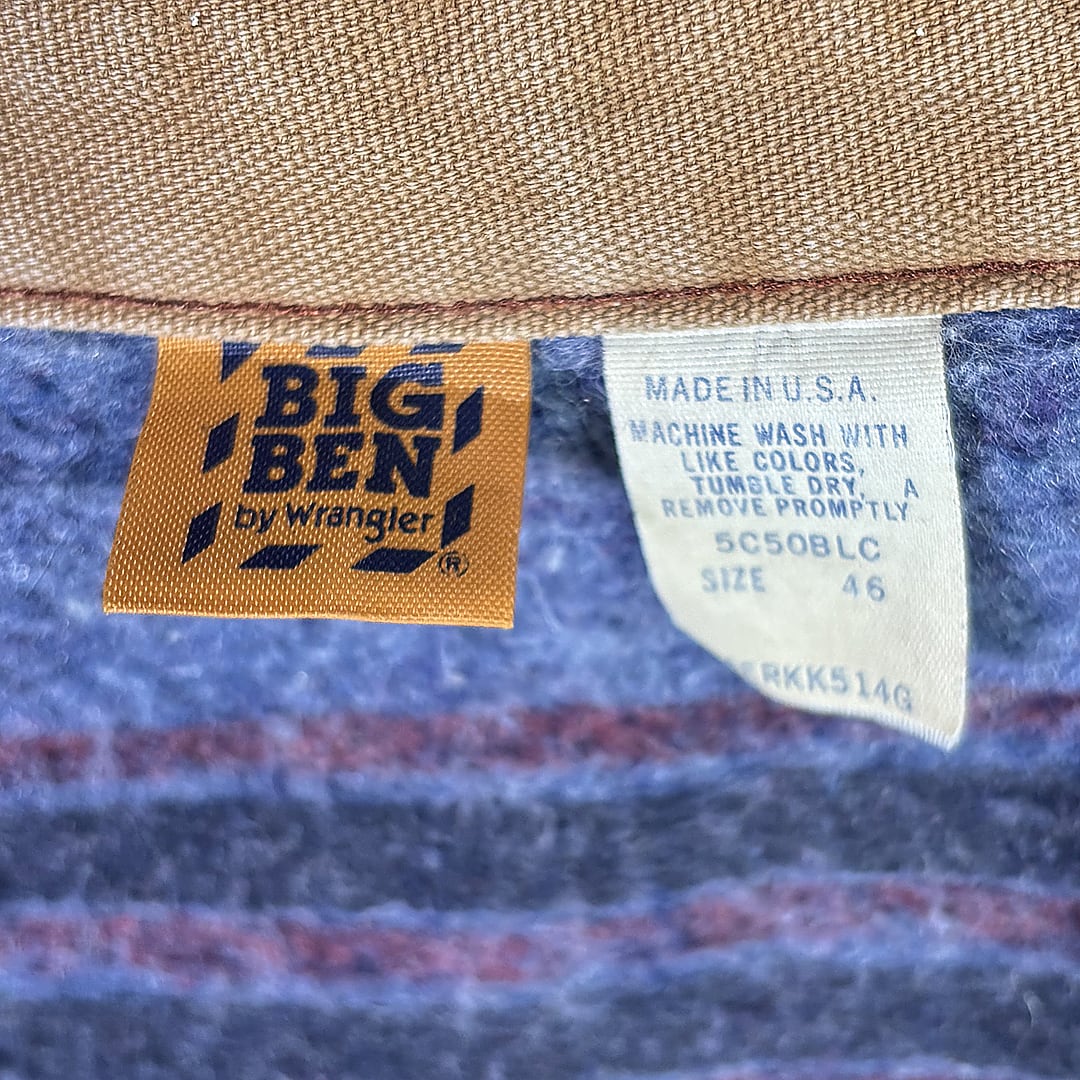 BIG
BEN
by Wrangler
®
MADE IN U.S.A.
MACHINE WASH WITH
LIKE COLORS,
TUMBLE DRY, A
REMOVE PROMPTLY
5C50BLC
SIZE 46
RKK514G